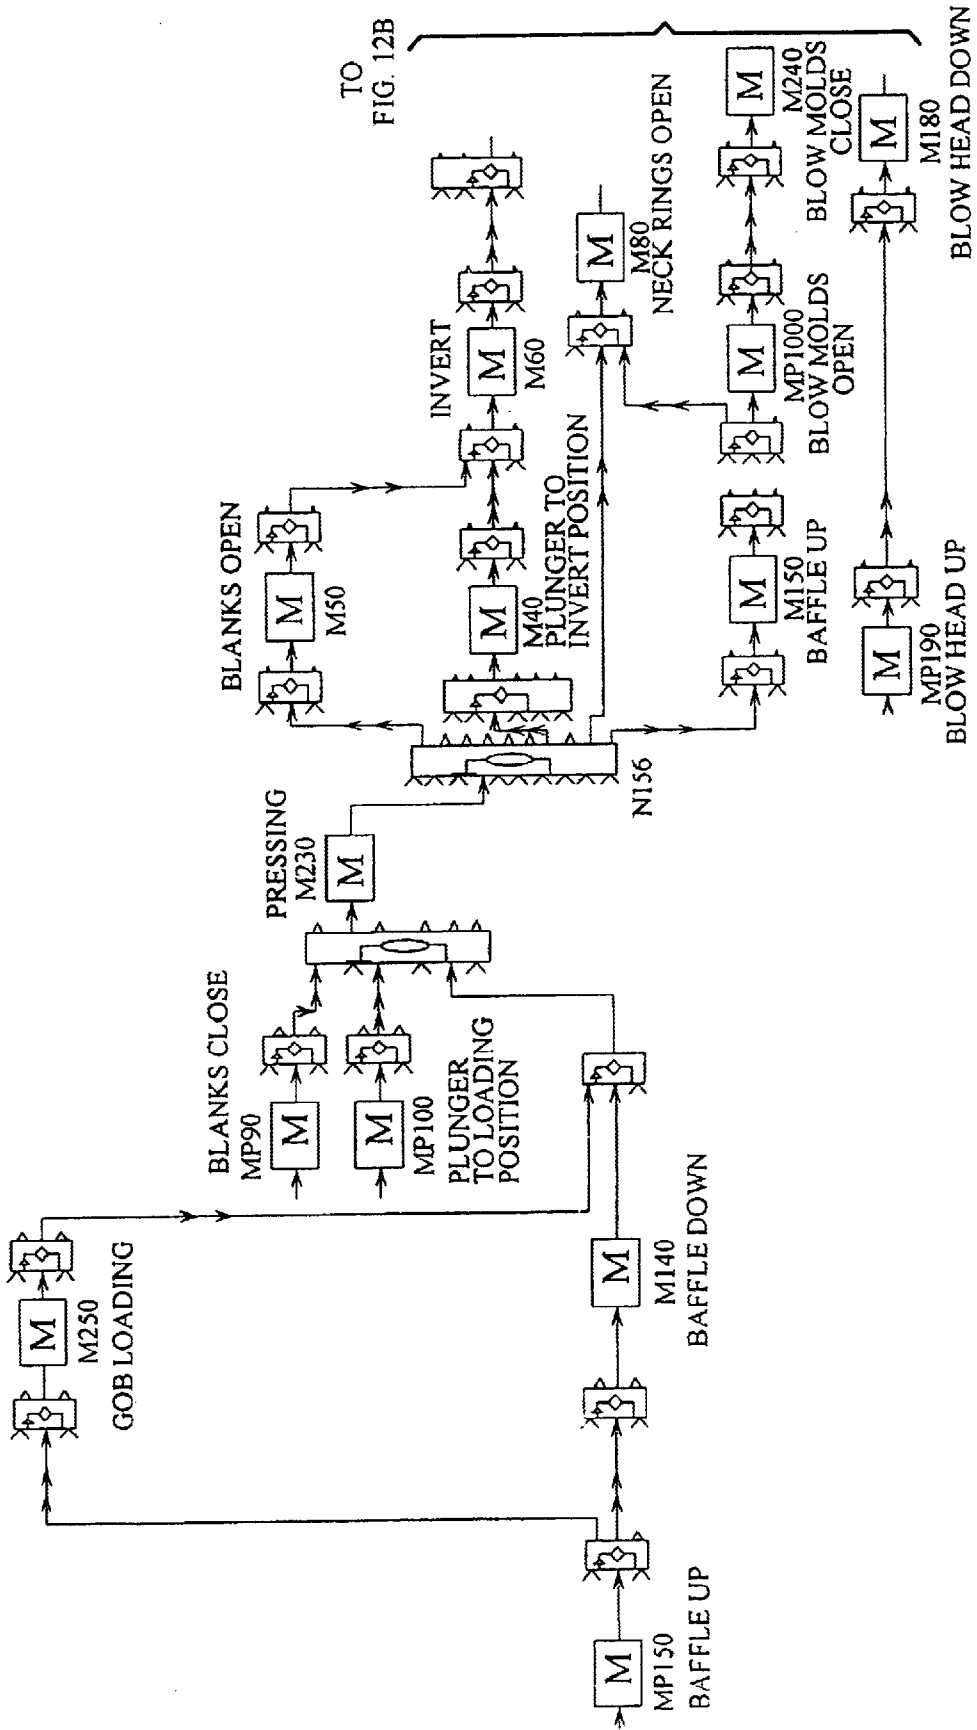 TO
FIG. 12B
M
MP150
BAFFLE UP
M
M250
GOB LOADING
M
M140
BAFFLE DOWN
BLANKS CLOSE
MP90
M
M
MP100
PLUNGER
TO LOADING
POSITION
PRESSING
M230
M
N156
BLANKS OPEN
M
M50
M
M40
PLUNGER TO
INVERT POSITION
INVERT
M
M60
M
M80
NECK RINGS OPEN
M
M150
BAFFLE UP
M
MP1000
BLOW MOLDS
OPEN
M
M240
BLOW MOLDS
CLOSE
M
MP190
BLOW HEAD UP
M
M180
BLOW HEAD DOWN